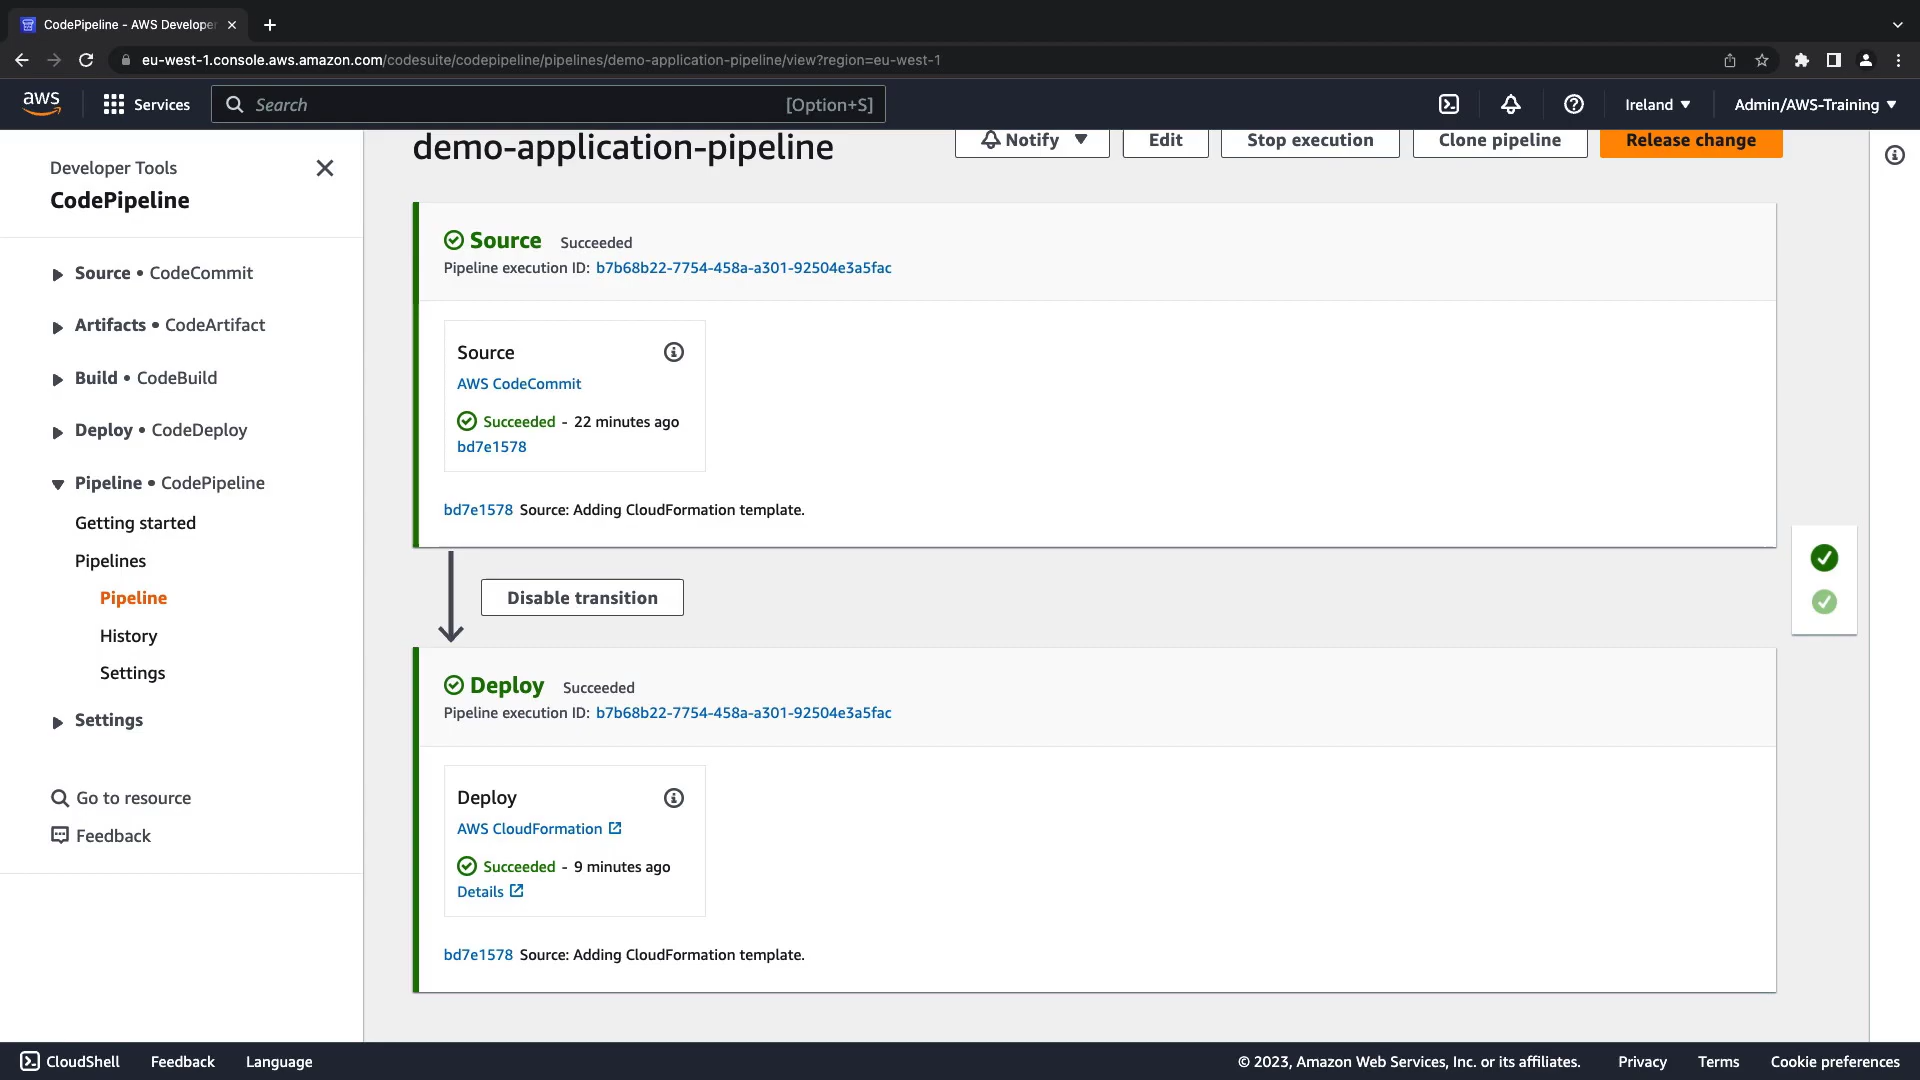 CodePipeline - AWS Developer
eu-west-1.console.aws.amazon.com/codesuite/codepipeline/pipelines/demo-application-pipeline/view?region=eu-west-1
aws
Services
Search
[Option+S]
Ireland ▼
Admin/AWS-Training ▼
Developer Tools
CodePipeline
Source • CodeCommit
Artifacts • CodeArtifact
Build • CodeBuild
Deploy • CodeDeploy
Pipeline • CodePipeline
Getting started
Pipelines
Pipeline
History
Settings
Settings
Go to resource
Feedback
demo-application-pipeline
Notify ▼
Edit
Stop execution
Clone pipeline
Release change
Source Succeeded
Pipeline execution ID: b7b68b22-7754-458a-a301-92504e3a5fac
Source
AWS CodeCommit
Succeeded - 22 minutes ago
bd7e1578
bd7e1578 Source: Adding CloudFormation template.
Disable transition
Deploy Succeeded
Pipeline execution ID: b7b68b22-7754-458a-a301-92504e3a5fac
Deploy
AWS CloudFormation
Succeeded - 9 minutes ago
Details
bd7e1578 Source: Adding CloudFormation template.
CloudShell
Feedback
Language
© 2023, Amazon Web Services, Inc. or its affiliates.
Privacy
Terms
Cookie preferences